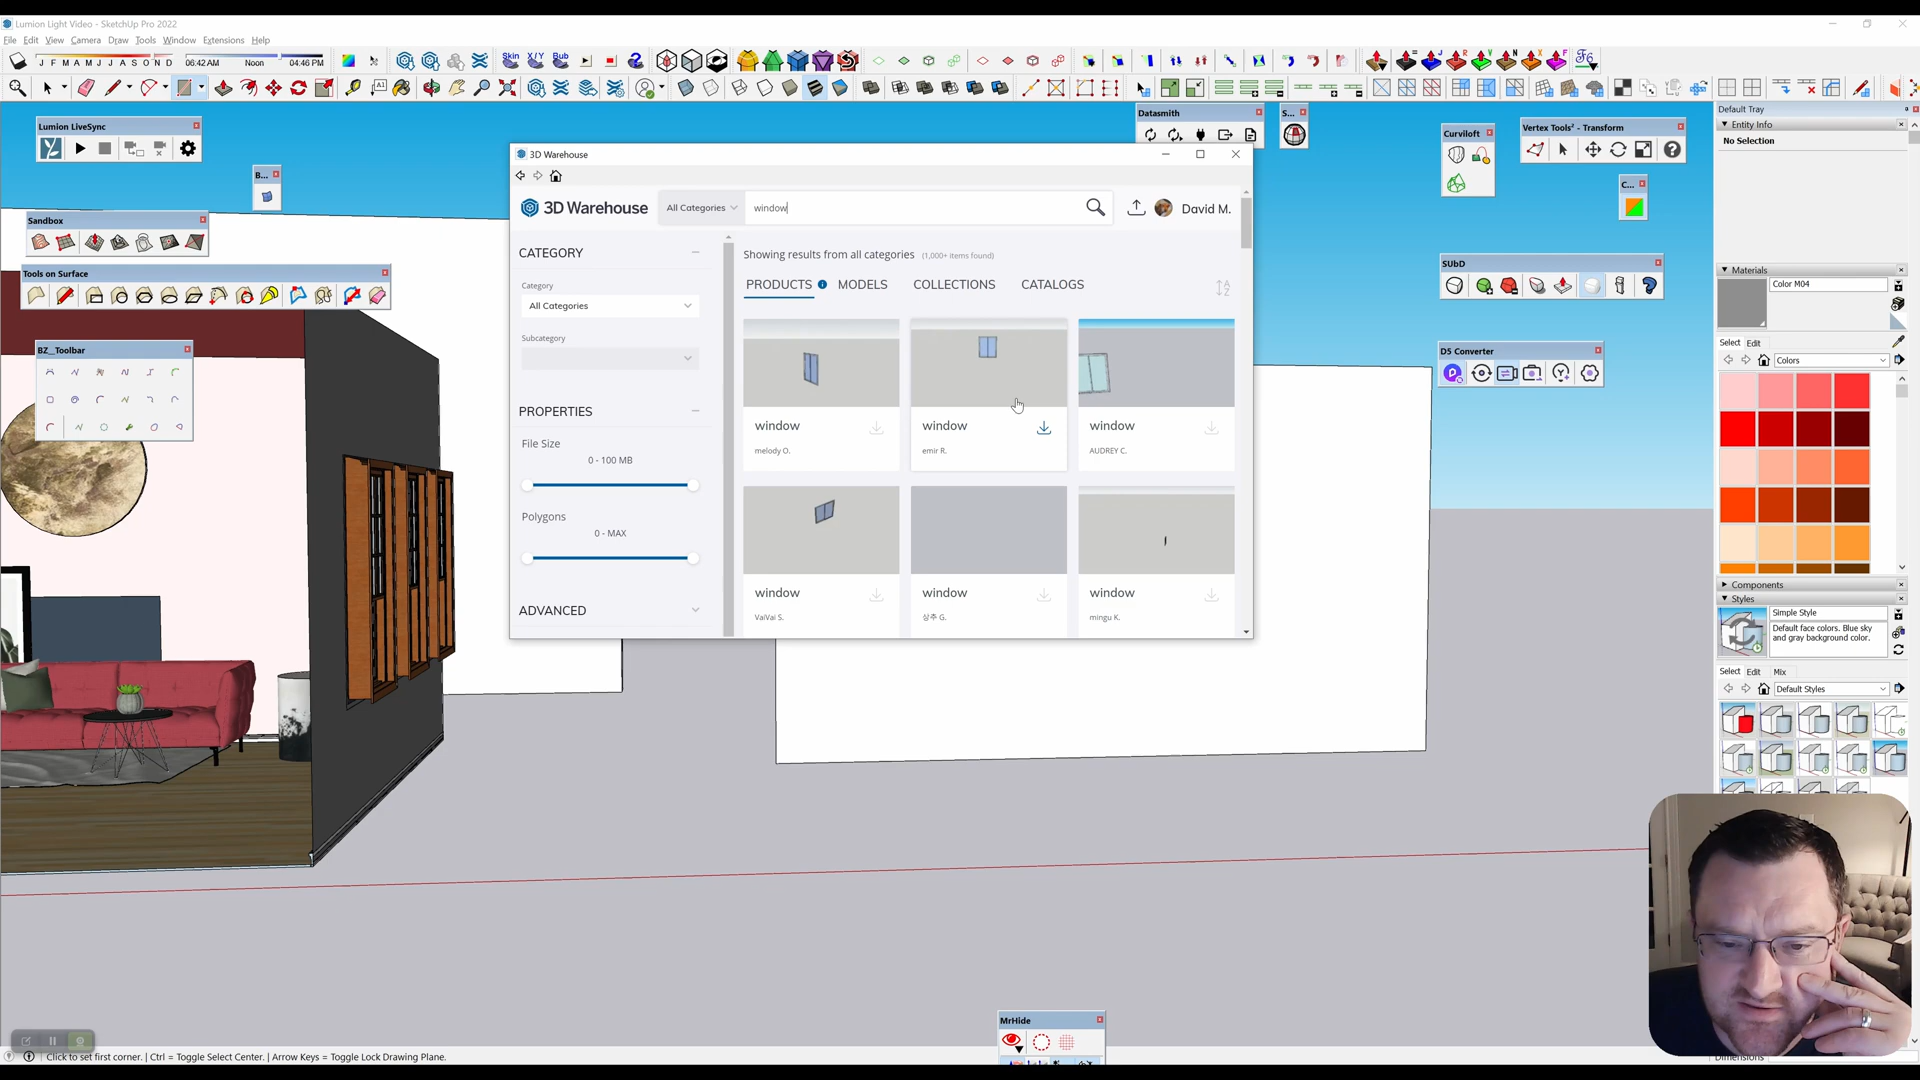 Lumion Light Video - SketchUp Pro 2022
File Edit View Camera Draw Tools Window Extensions Help
J F M A M J J A S O N D 06:42 AM Noon 04:46 PM
Skin X/Y Bub
Lumion LiveSync
B...
Sandbox
Tools on Surface
BZ__Toolbar
3D Warehouse
3D Warehouse All Categories window David M.
CATEGORY
Category
All Categories
Subcategory
PROPERTIES
File Size
0 - 100 MB
Polygons
0 - MAX
ADVANCED
Showing results from all categories (1,000+ items found)
PRODUCTS MODELS COLLECTIONS CATALOGS
window window window
melody O. emir R. AUDREY C.
window window window
VaiVai S. 상추 G. mingu K.
Datasmith
S...
Curviloft
Vertex Tools² - Transform
C...
SUbD
D5 Converter
MrHide
Default Tray
Entity Info
No Selection
Materials
Color M04
Select Edit
Colors
Components
Styles
Simple Style
Default face colors. Blue sky
and gray background color.
Select Edit Mix
Default Styles
Dimensions
Click to set first corner. | Ctrl = Toggle Select Center. | Arrow Keys = Toggle Lock Drawing Plane.